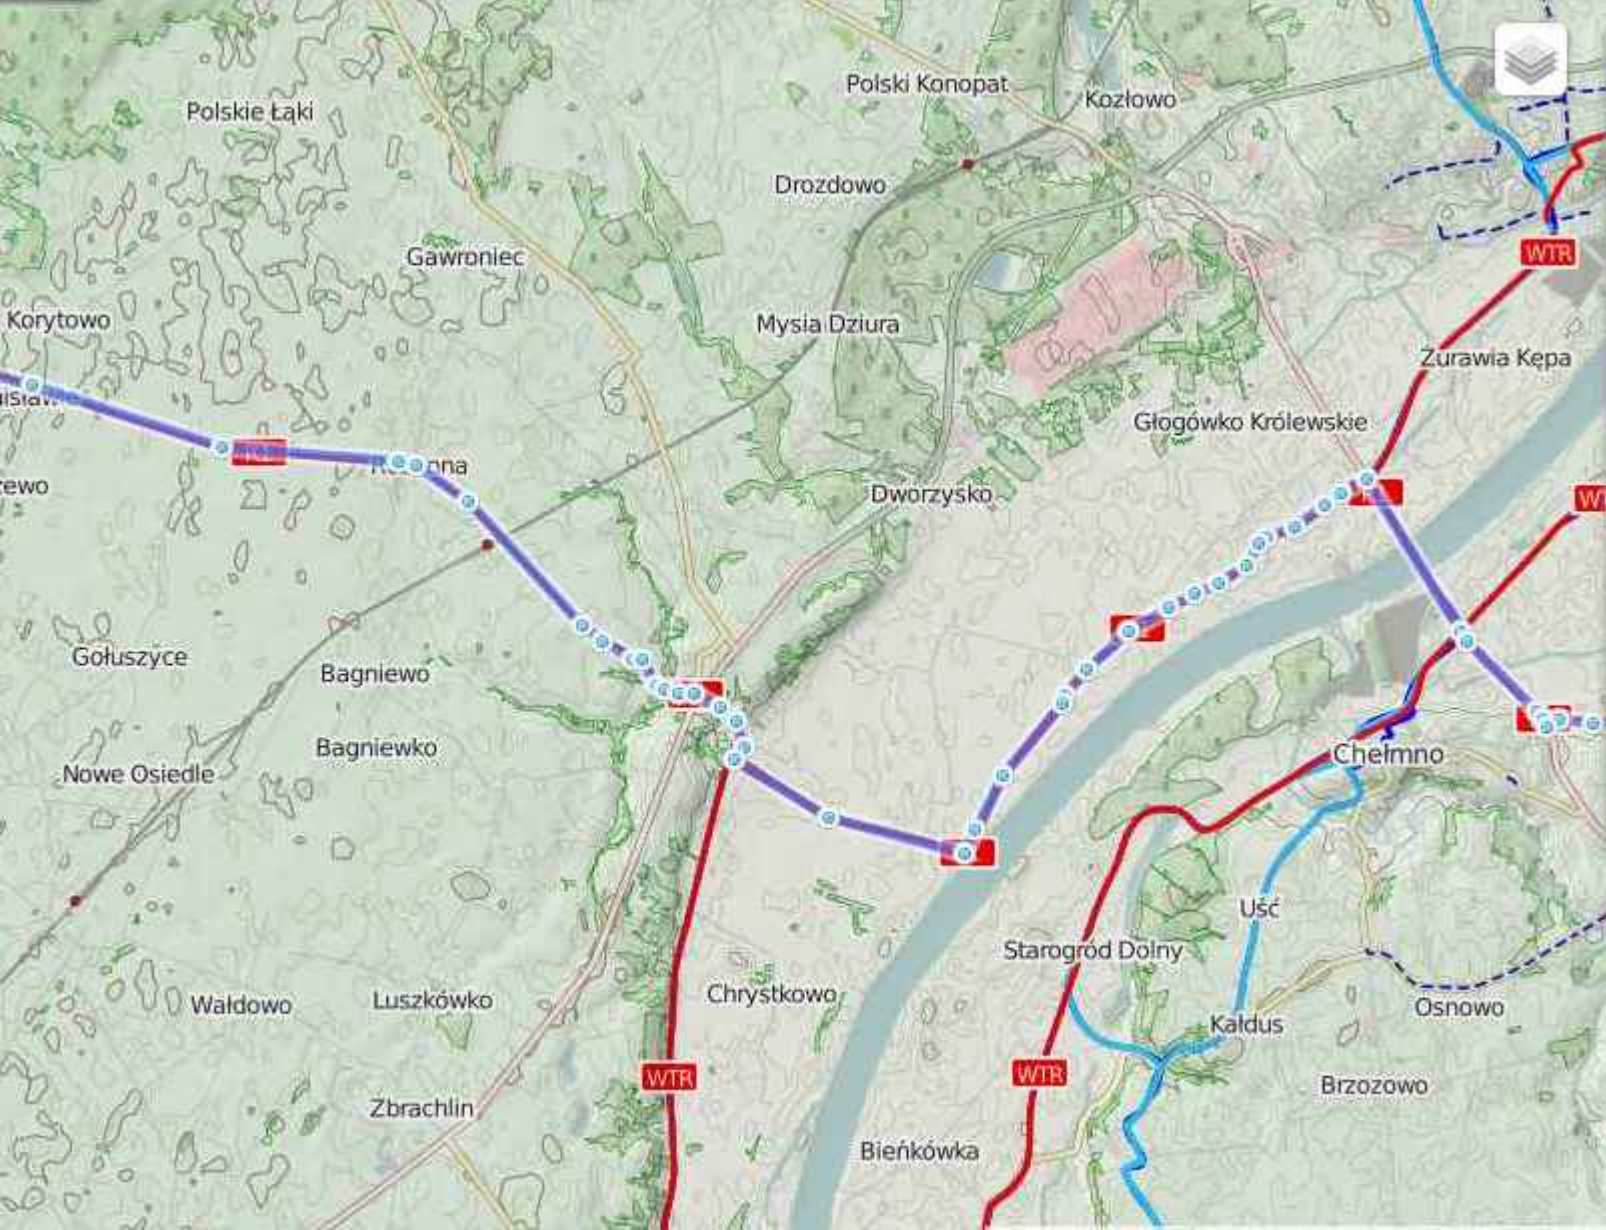 Polski Konopat
Kozłowo
Polskie Łąki
Drozdowo
WTR
Gawroniec
Korytowo
Mysia Dziura
Żurawia Kępa
Głogówko Królewskie
Dworzysko
Gołuszyce
Bagniewo
Bagniewko
Nowe Osiedle
Chełmno
Uść
Starogród Dolny
Wałdowo
Luszkówko
Chrystkowo
Osnowo
Kałdus
WTR
WTR
Brzozowo
Zbrachlin
Bieńkówka